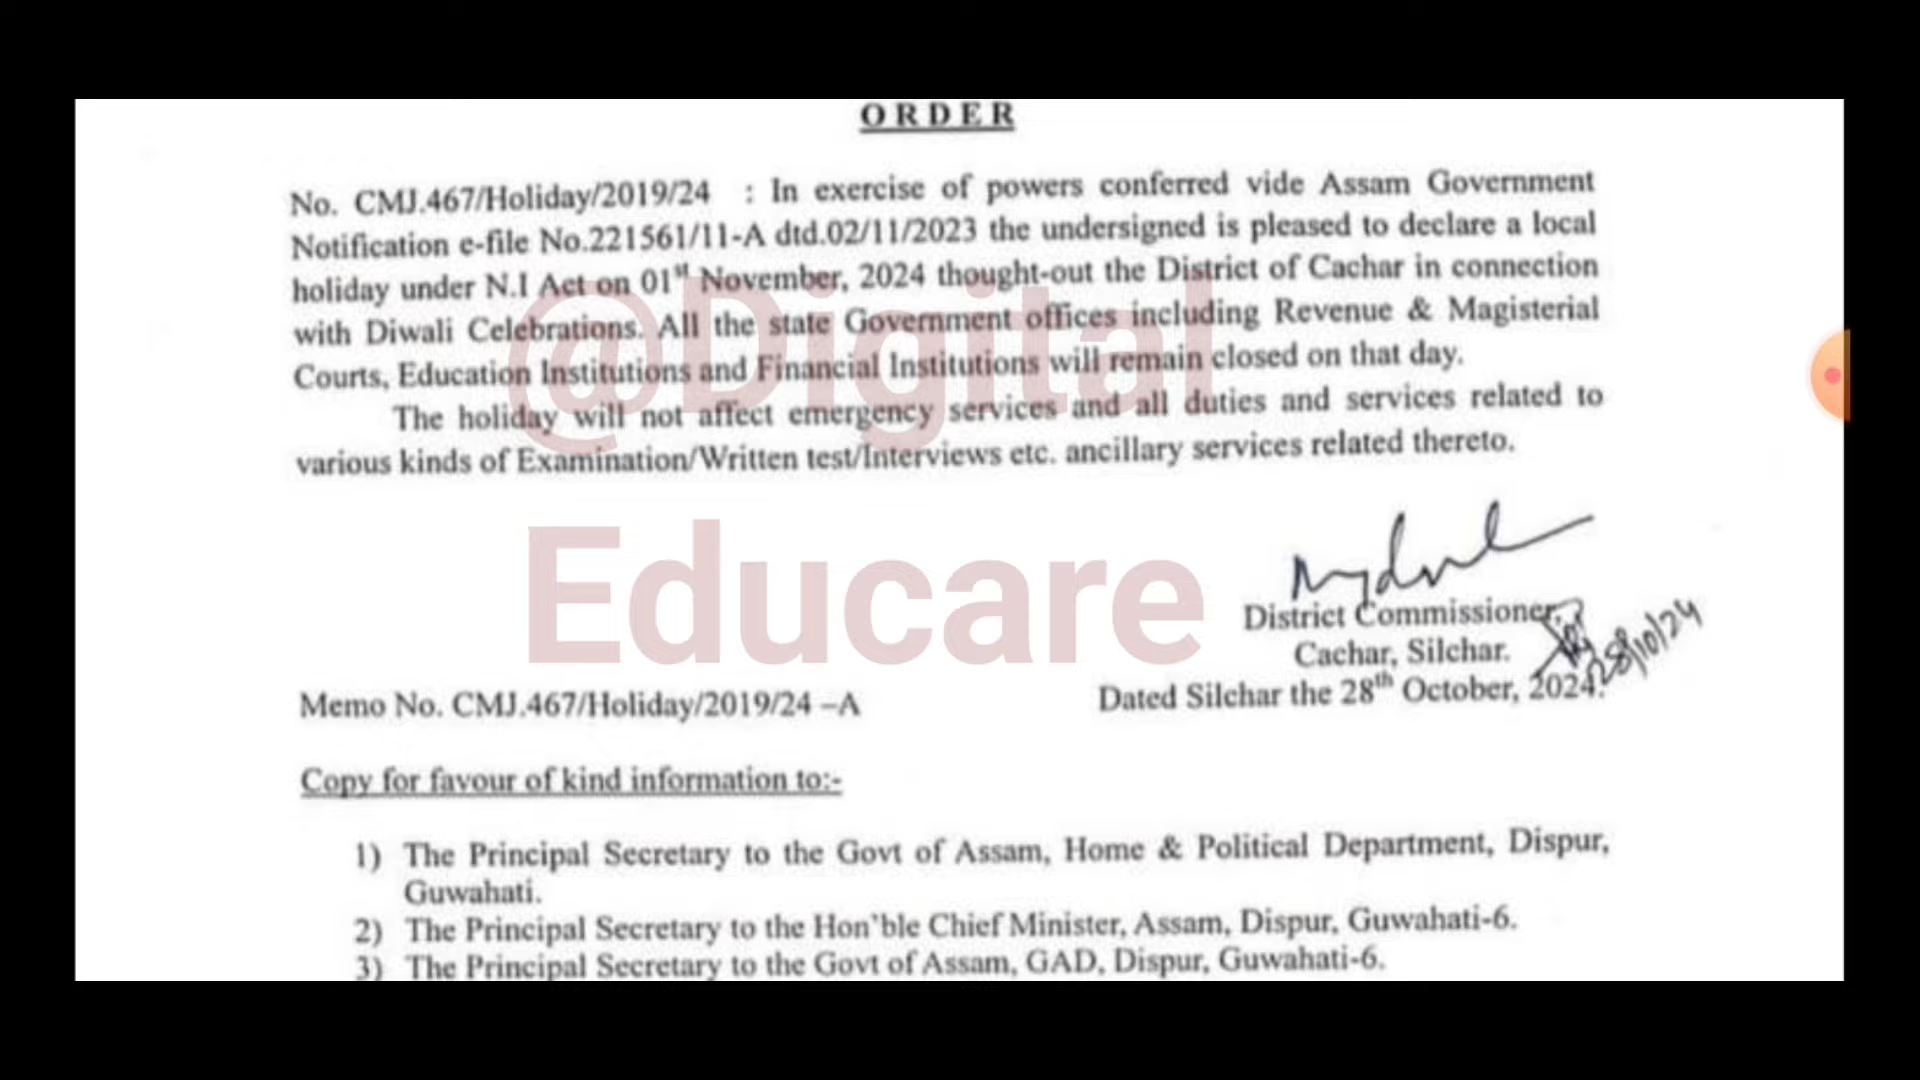 ORDER
No. CMJ.467/Holiday/2019/24 : In exercise of powers conferred vide Assam Government
Notification e-file No.221561/11-A dtd.02/11/2023 the undersigned is pleased to declare a local
holiday under N.I Act on 01st November, 2024 thought-out the District of Cachar in connection
with Diwali Celebrations. All the state Government offices including Revenue & Magisterial
Courts, Education Institutions and Financial Institutions will remain closed on that day.
The holiday will not affect emergency services and all duties and services related to
various kinds of Examination/Written test/Interviews etc. ancillary services related thereto.
@Digital
Educare
District Commissioner,
Cachar, Silchar.
28/10/24
Memo No. CMJ.467/Holiday/2019/24 –A
Dated Silchar the 28th October, 2024.
Copy for favour of kind information to:-
1) The Principal Secretary to the Govt of Assam, Home & Political Department, Dispur,
Guwahati.
2) The Principal Secretary to the Hon'ble Chief Minister, Assam, Dispur, Guwahati-6.
3) The Principal Secretary to the Govt of Assam, GAD, Dispur, Guwahati-6.